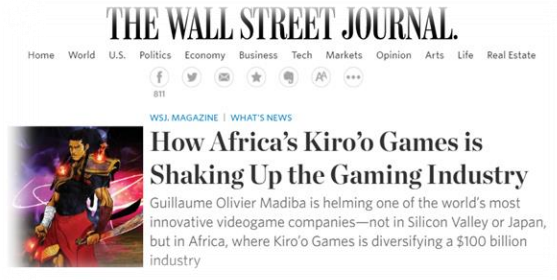 THE WALL STREET JOURNAL.
Home World U.S. Politics Economy Business Tech Markets Opinion Arts Life Real Estate
811
WSJ. MAGAZINE | WHAT'S NEWS
How Africa's Kiro'o Games is
Shaking Up the Gaming Industry
Guillaume Olivier Madiba is helming one of the world's most
innovative videogame companies—not in Silicon Valley or Japan,
but in Africa, where Kiro'o Games is diversifying a $100 billion
industry